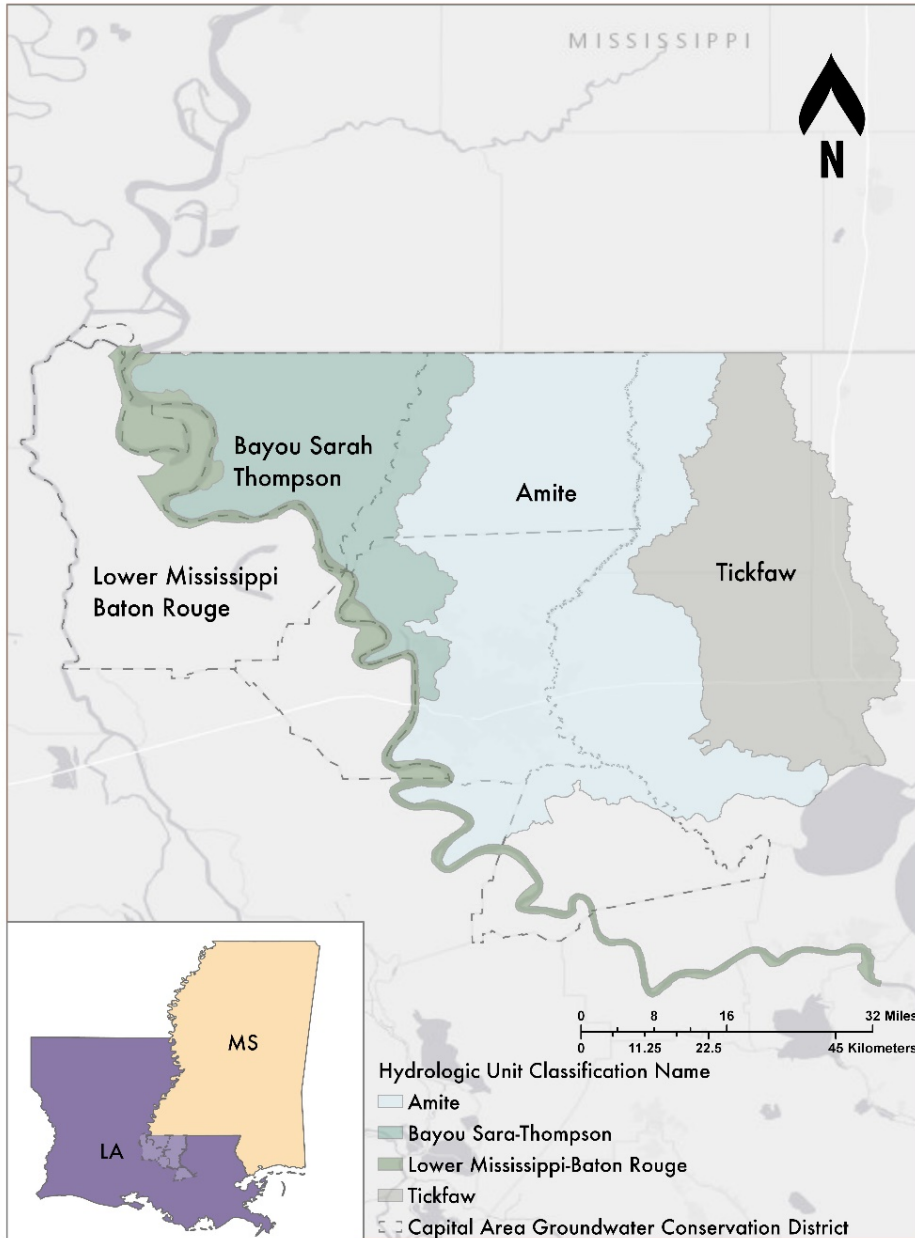 MISSISSIPPI
N
Bayou Sarah
Thompson
Amite
Tickfaw
Lower Mississippi
Baton Rouge
0 8 16 32 Miles
0 11.25 22.5 45 Kilometers
Hydrologic Unit Classification Name
Amite
Bayou Sara-Thompson
Lower Mississippi-Baton Rouge
Tickfaw
Capital Area Groundwater Conservation District
MS
LA